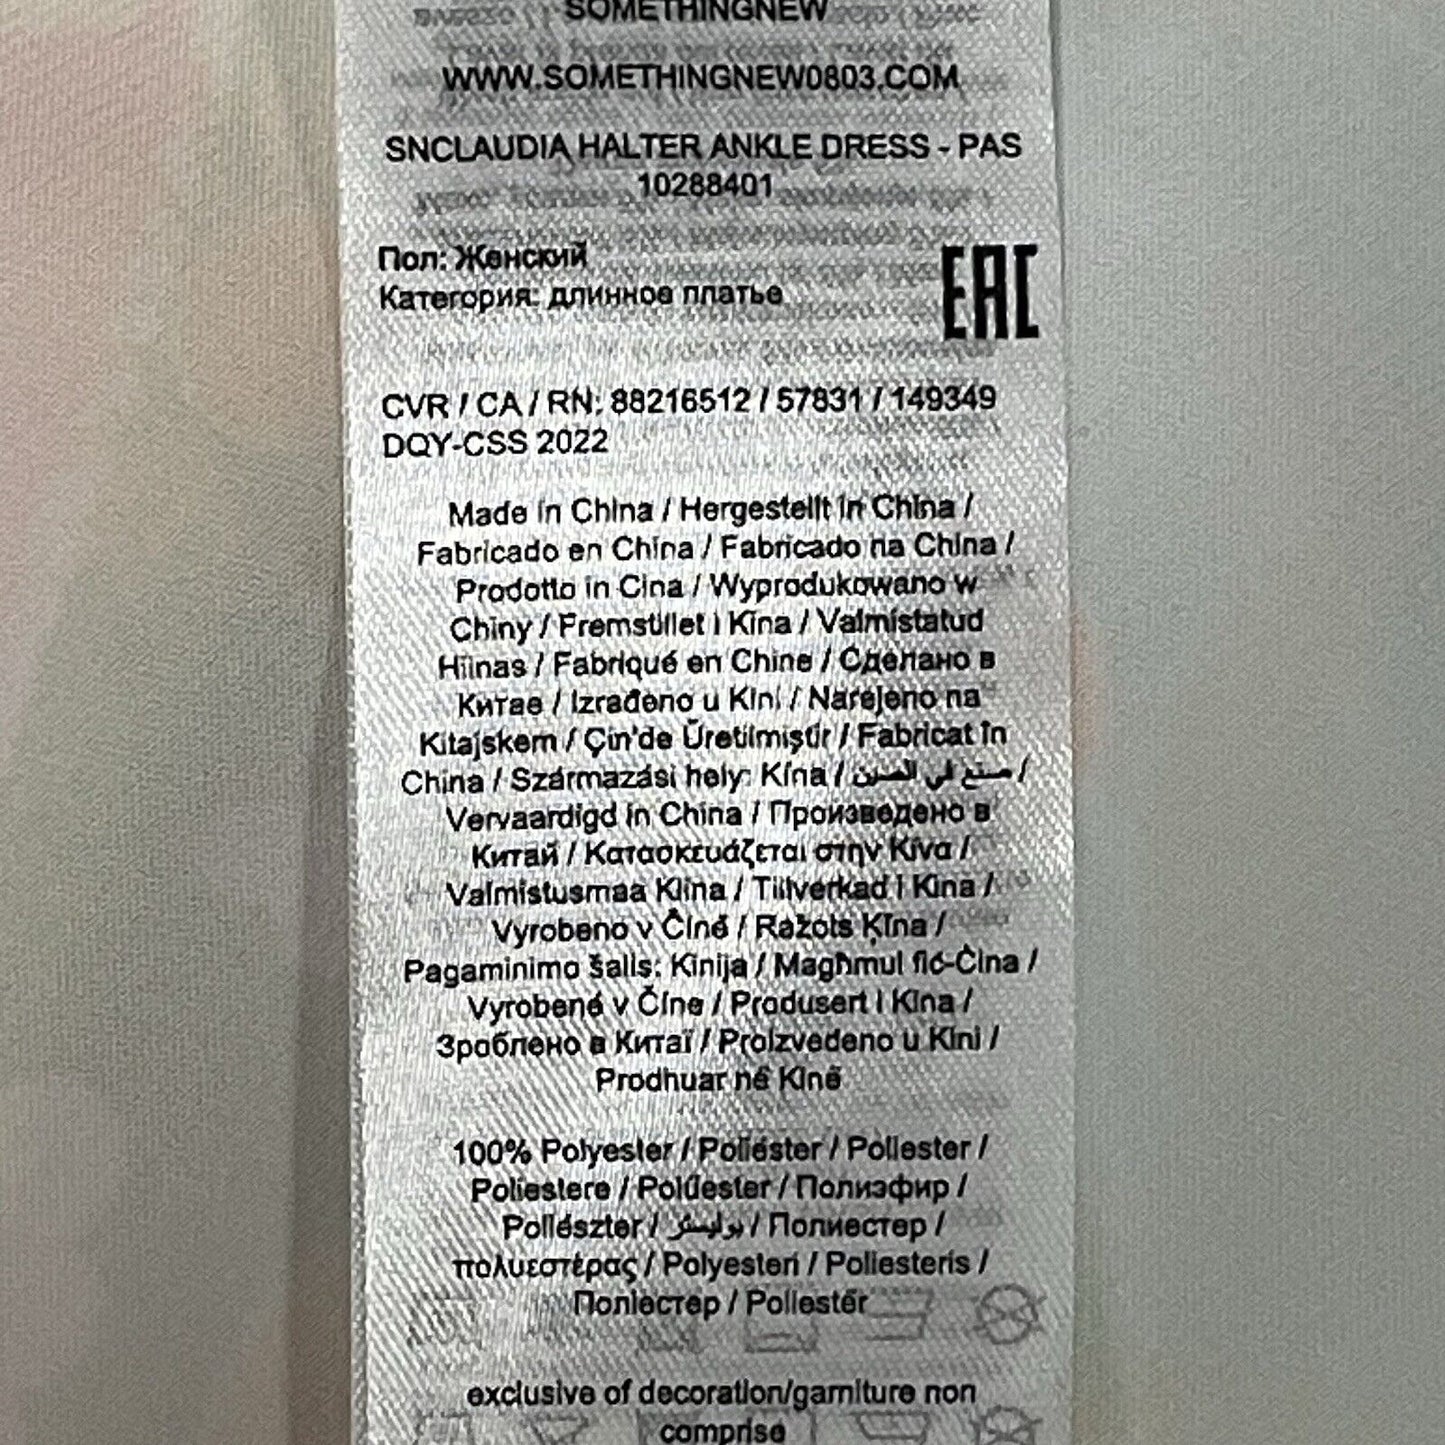 SOMETHINGNEW
WWW.SOMETHINGNEW0803.COM
SNCLAUDIA HALTER ANKLE DRESS - PAS
10288401
Пол: Женский
Категория: длинное платье
EAC
CVR / CA / RN: 88216512 / 57831 / 149349
DQY-CSS 2022
Made in China / Hergestellt in China /
Fabricado en China / Fabricado na China /
Prodotto in Cina / Wyprodukowano w
Chiny / Fremstillet i Kina / Valmistatud
Hiinas / Fabriqué en Chine / Сделано в
Китае / Izrađeno u Kini / Narejeno na
Kitajskem / Çin'de Üretilmiştir / Fabricat în
China / Származási hely: Kína / صنع في الصين /
Vervaardigd in China / Произведено в
Китай / Κατασκευάζεται στην Κίνα /
Valmistusmaa Kiina / Tillverkad i Kina /
Vyrobeno v Číně / Ražots Ķīna /
Pagaminimo šalis: Kinija / Magħmul fiċ-Ċina /
Vyrobené v Číne / Produsert i Kina /
Зроблено в Китаї / Proizvedeno u Kini /
Prodhuar në Kinë
100% Polyester / Poliéster / Poliester /
Poliestere / Polüester / Полиэфир /
Poliészter / بوليستر / Полиестер /
πολυεστέρας / Polyesteri / Poliesteris /
Поліестер / Poliestër
exclusive of decoration/garniture non
comprise